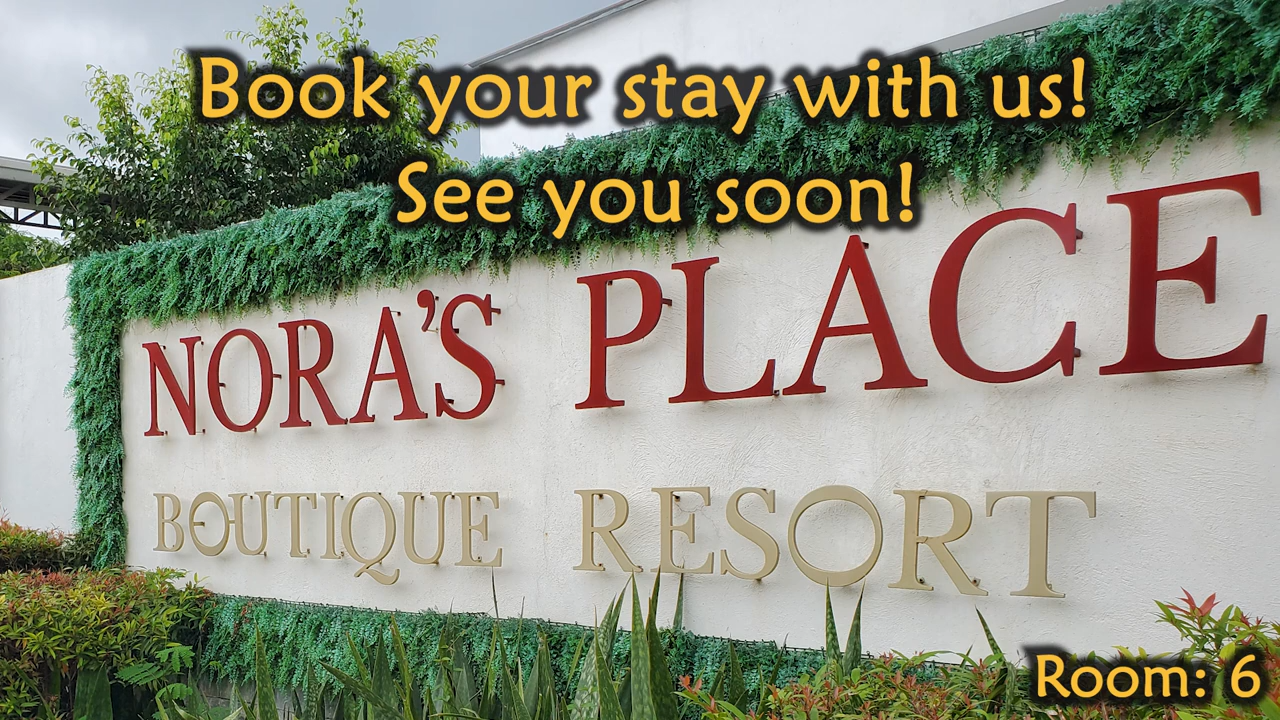 Book your stay with us!
See you soon!
NORA'S PLACE
BOUTIQUE RESORT
Room: 6